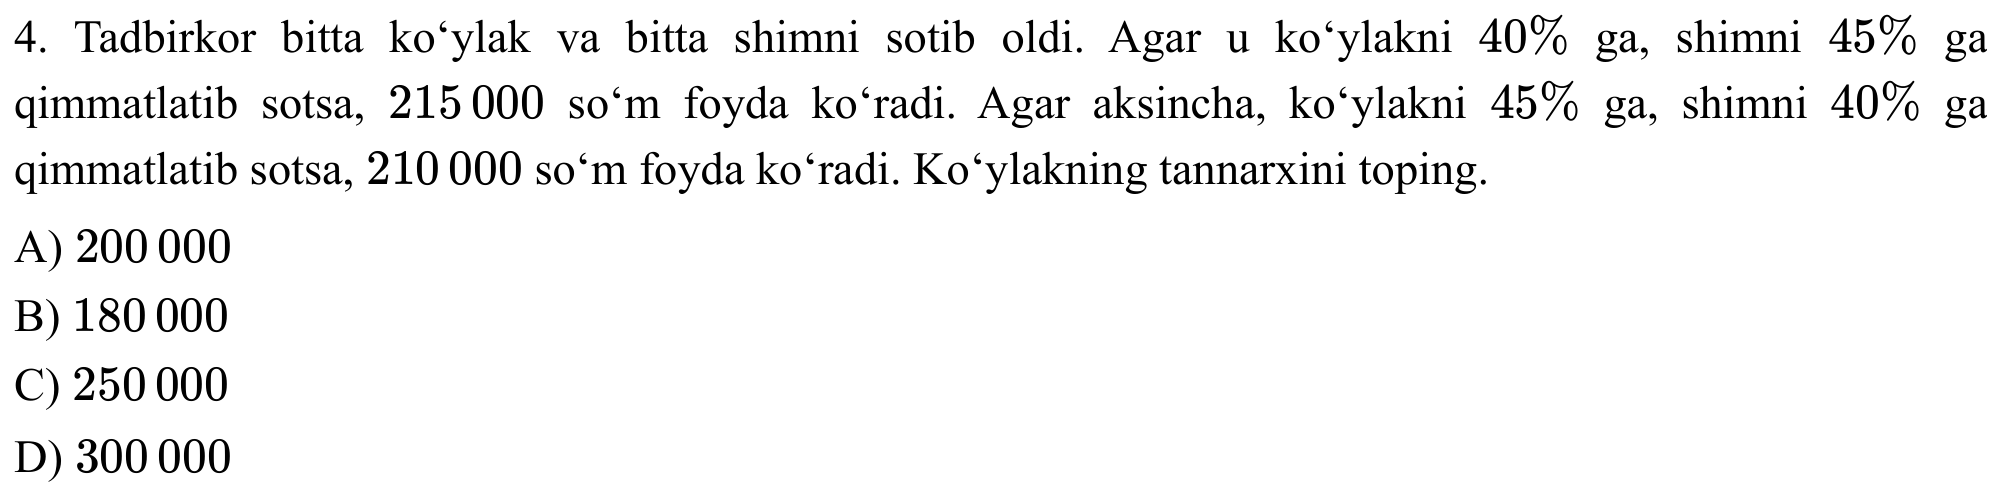 4. Tadbirkor bitta ko‘ylak va bitta shimni sotib oldi. Agar u ko‘ylakni 40% ga, shimni 45% ga
qimmatlatib sotsa, 215 000 so‘m foyda ko‘radi. Agar aksincha, ko‘ylakni 45% ga, shimni 40% ga
qimmatlatib sotsa, 210 000 so‘m foyda ko‘radi. Ko‘ylakning tannarxini toping.
A) 200 000
B) 180 000
C) 250 000
D) 300 000